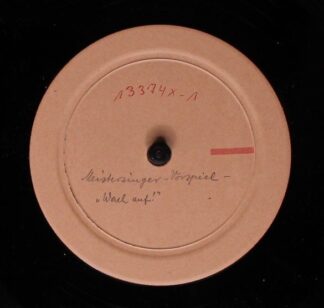 13374x-1
Meistersinger-Vorspiel-
„Wach auf!"